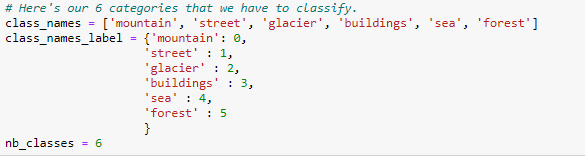 # Here's our 6 categories that we have to classify.
class_names = ['mountain', 'street', 'glacier', 'buildings', 'sea', 'forest']
class_names_label = {'mountain': 0,
'street' : 1,
'glacier' : 2,
'buildings' : 3,
'sea' : 4,
'forest' : 5
}
nb_classes = 6